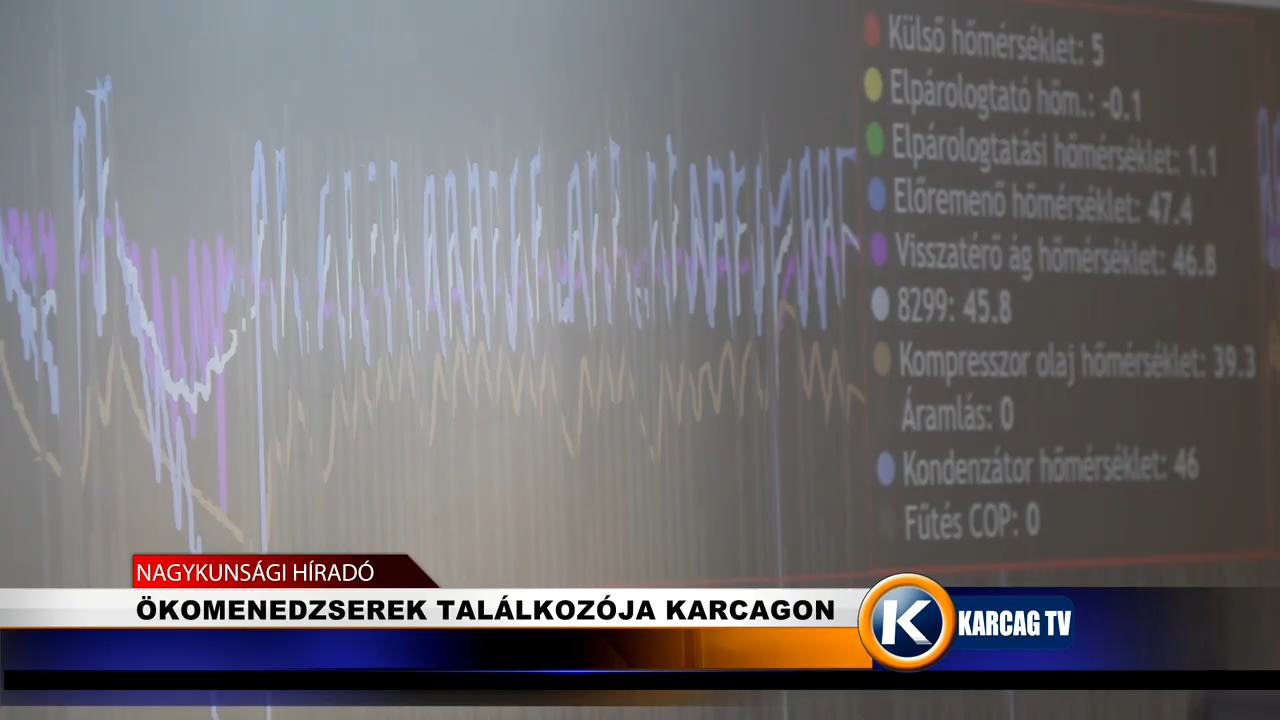 Külső hőmérséklet: 5
Elpárologtató hőm.: -0.1
Elpárologtatási hőmérséklet: 1.1
Előremenő hőmérséklet: 47.4
Visszatérő ág hőmérséklet: 46.8
8299: 45.8
Kompresszor olaj hőmérséklet: 39.3
Áramlás: 0
Kondenzátor hőmérséklet: 46
Fűtés COP: 0
NAGYKUNSÁGI HÍRADÓ
ÖKOMENEDZSEREK TALÁLKOZÓJA KARCAGON
K KARCAG TV